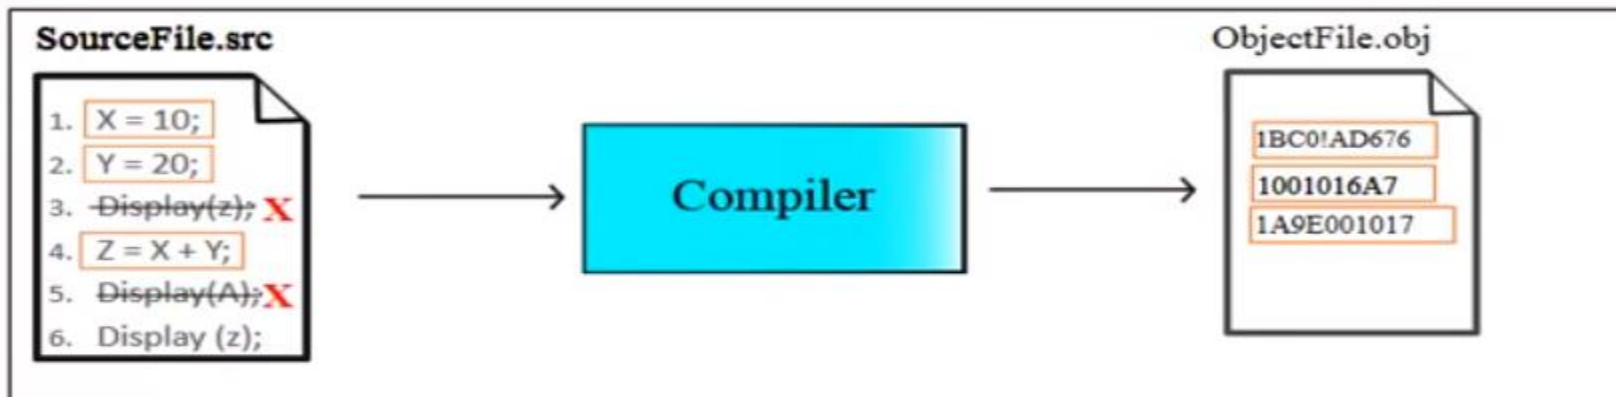 SourceFile.src
1. X = 10;
2. Y = 20;
3. Display(z); X
4. Z = X + Y;
5. Display(A); X
6. Display (z);
Compiler
ObjectFile.obj
1BC0!AD676
1001016A7
1A9E001017